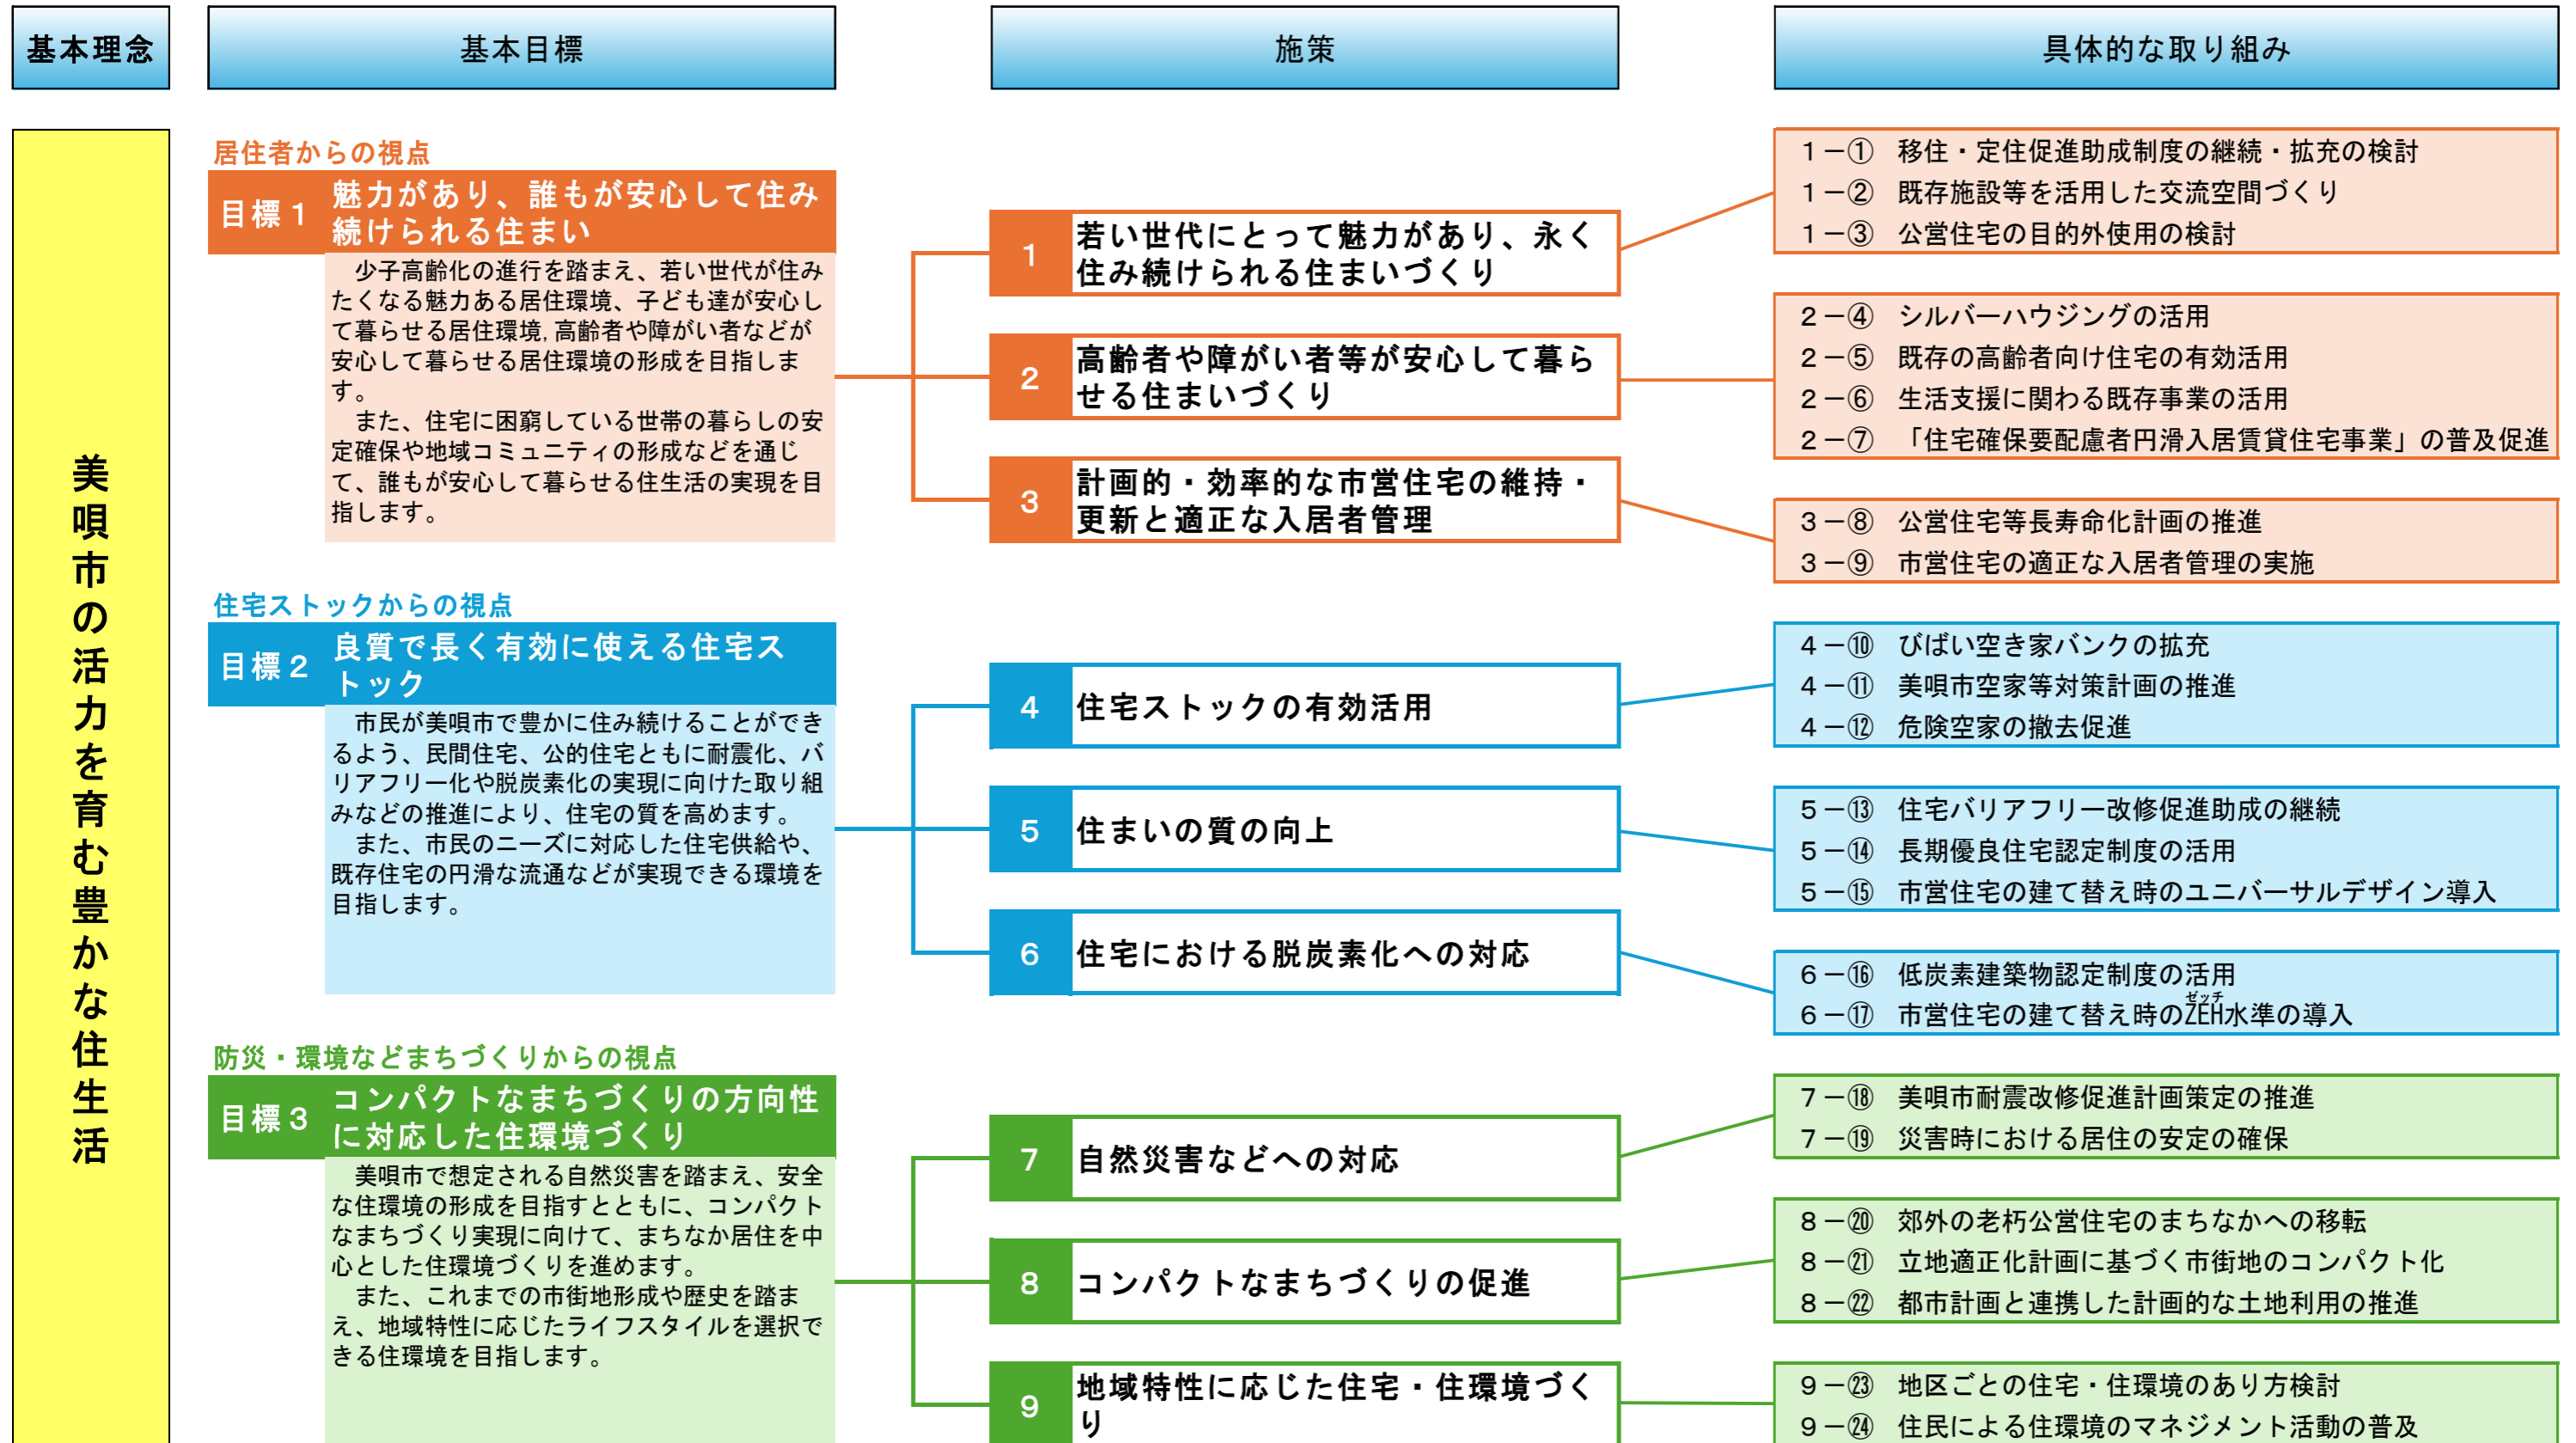 基本理念
基本目標
施策
具体的な取り組み
美唄市の活力を育む豊かな住生活
居住者からの視点
目標１
魅力があり、誰もが安心して住み
続けられる住まい
　少子高齢化の進行を踏まえ、若い世代が住み
たくなる魅力ある居住環境、子ども達が安心し
て暮らせる居住環境,高齢者や障がい者などが
安心して暮らせる居住環境の形成を目指しま
す。
　また、住宅に困窮している世帯の暮らしの安
定確保や地域コミュニティの形成などを通じ
て、誰もが安心して暮らせる住生活の実現を目
指します。
1
若い世代にとって魅力があり、永く
住み続けられる住まいづくり
2
高齢者や障がい者等が安心して暮ら
せる住まいづくり
3
計画的・効率的な市営住宅の維持・
更新と適正な入居者管理
１－①　移住・定住促進助成制度の継続・拡充の検討
１－②　既存施設等を活用した交流空間づくり
１－③　公営住宅の目的外使用の検討
２－④　シルバーハウジングの活用
２－⑤　既存の高齢者向け住宅の有効活用
２－⑥　生活支援に関わる既存事業の活用
２－⑦　「住宅確保要配慮者円滑入居賃貸住宅事業」の普及促進
３－⑧　公営住宅等長寿命化計画の推進
３－⑨　市営住宅の適正な入居者管理の実施
住宅ストックからの視点
目標２
良質で長く有効に使える住宅ス
トック
　市民が美唄市で豊かに住み続けることができ
るよう、民間住宅、公的住宅ともに耐震化、バ
リアフリー化や脱炭素化の実現に向けた取り組
みなどの推進により、住宅の質を高めます。
　また、市民のニーズに対応した住宅供給や、
既存住宅の円滑な流通などが実現できる環境を
目指します。
4
住宅ストックの有効活用
5
住まいの質の向上
6
住宅における脱炭素化への対応
４－⑩　びばい空き家バンクの拡充
４－⑪　美唄市空家等対策計画の推進
４－⑫　危険空家の撤去促進
５－⑬　住宅バリアフリー改修促進助成の継続
５－⑭　長期優良住宅認定制度の活用
５－⑮　市営住宅の建て替え時のユニバーサルデザイン導入
６－⑯　低炭素建築物認定制度の活用
ゼッチ
６－⑰　市営住宅の建て替え時のZEH水準の導入
防災・環境などまちづくりからの視点
目標３
コンパクトなまちづくりの方向性
に対応した住環境づくり
　美唄市で想定される自然災害を踏まえ、安全
な住環境の形成を目指すとともに、コンパクト
なまちづくり実現に向けて、まちなか居住を中
心とした住環境づくりを進めます。
　また、これまでの市街地形成や歴史を踏ま
え、地域特性に応じたライフスタイルを選択で
きる住環境を目指します。
7
自然災害などへの対応
8
コンパクトなまちづくりの促進
9
地域特性に応じた住宅・住環境づく
り
７－⑱　美唄市耐震改修促進計画策定の推進
７－⑲　災害時における居住の安定の確保
８－⑳　郊外の老朽公営住宅のまちなかへの移転
８－㉑　立地適正化計画に基づく市街地のコンパクト化
８－㉒　都市計画と連携した計画的な土地利用の推進
９－㉓　地区ごとの住宅・住環境のあり方検討
９－㉔　住民による住環境のマネジメント活動の普及